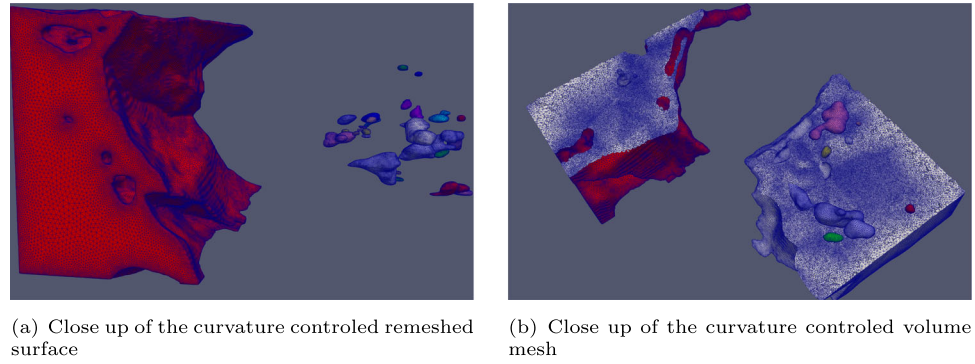 (a) Close up of the curvature controled remeshed
surface
(b) Close up of the curvature controled volume
mesh